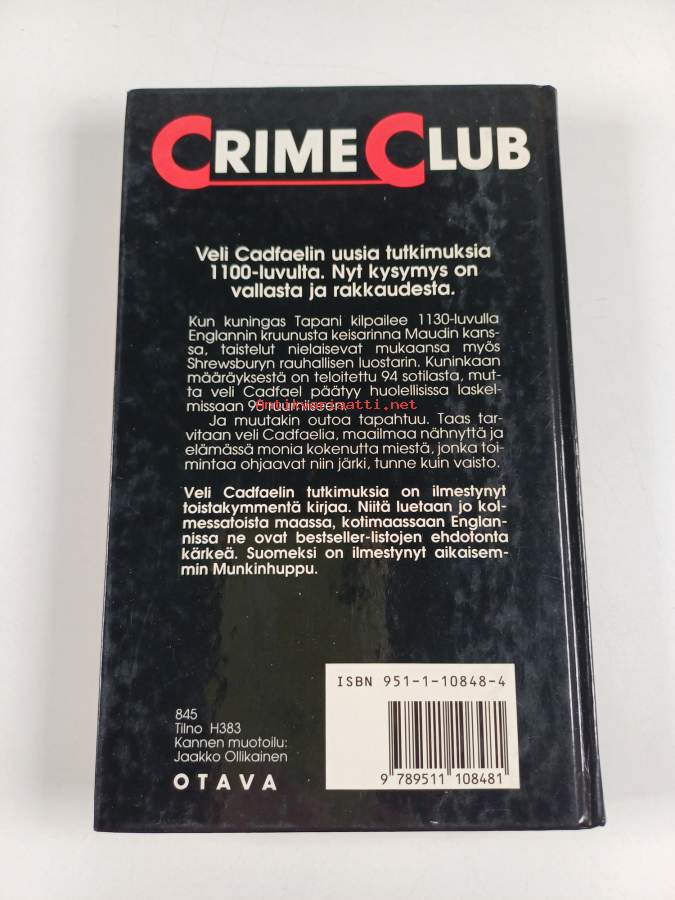 CRIME CLUB
Veli Cadfaelin uusia tutkimuksia
1100-luvulta. Nyt kysymys on
vallasta ja rakkaudesta.
Kun kuningas Tapani kilpailee 1130-luvulla
Englannin kruunusta keisarinna Maudin kans-
sa, taistelut nielaisevat mukaansa myös
Shrewsburyn rauhallisen luostarin. Kuninkaan
määräyksestä on teloitettu 94 sotilasta, mut-
ta veli Cadfael päätyy huolellisissa laskel-
missaan ruumiiseen.
Ja muutakin outoa tapahtuu. Taas tar-
vitaan veli Cadfaelia, maailmaa nähnyttä ja
elämässä monia kokenutta miestä, jonka toi-
mintaa ohjaavat niin järki, tunne kuin vaisto.
Veli Cadfaelin tutkimuksia on ilmestynyt
toistakymmentä kirjaa. Niitä luetaan jo kol-
messatoista maassa, kotimaassaan Englan-
nissa ne ovat bestseller-listojen ehdotonta
kärkeä. Suomeksi on ilmestynyt aikaisem-
min Munkinhuppu.
ISBN 951-1-10848-4
9 789511 108481
845
Tilno H383
Kannen muotoilu:
Jaakko Ollikainen
OTAVA